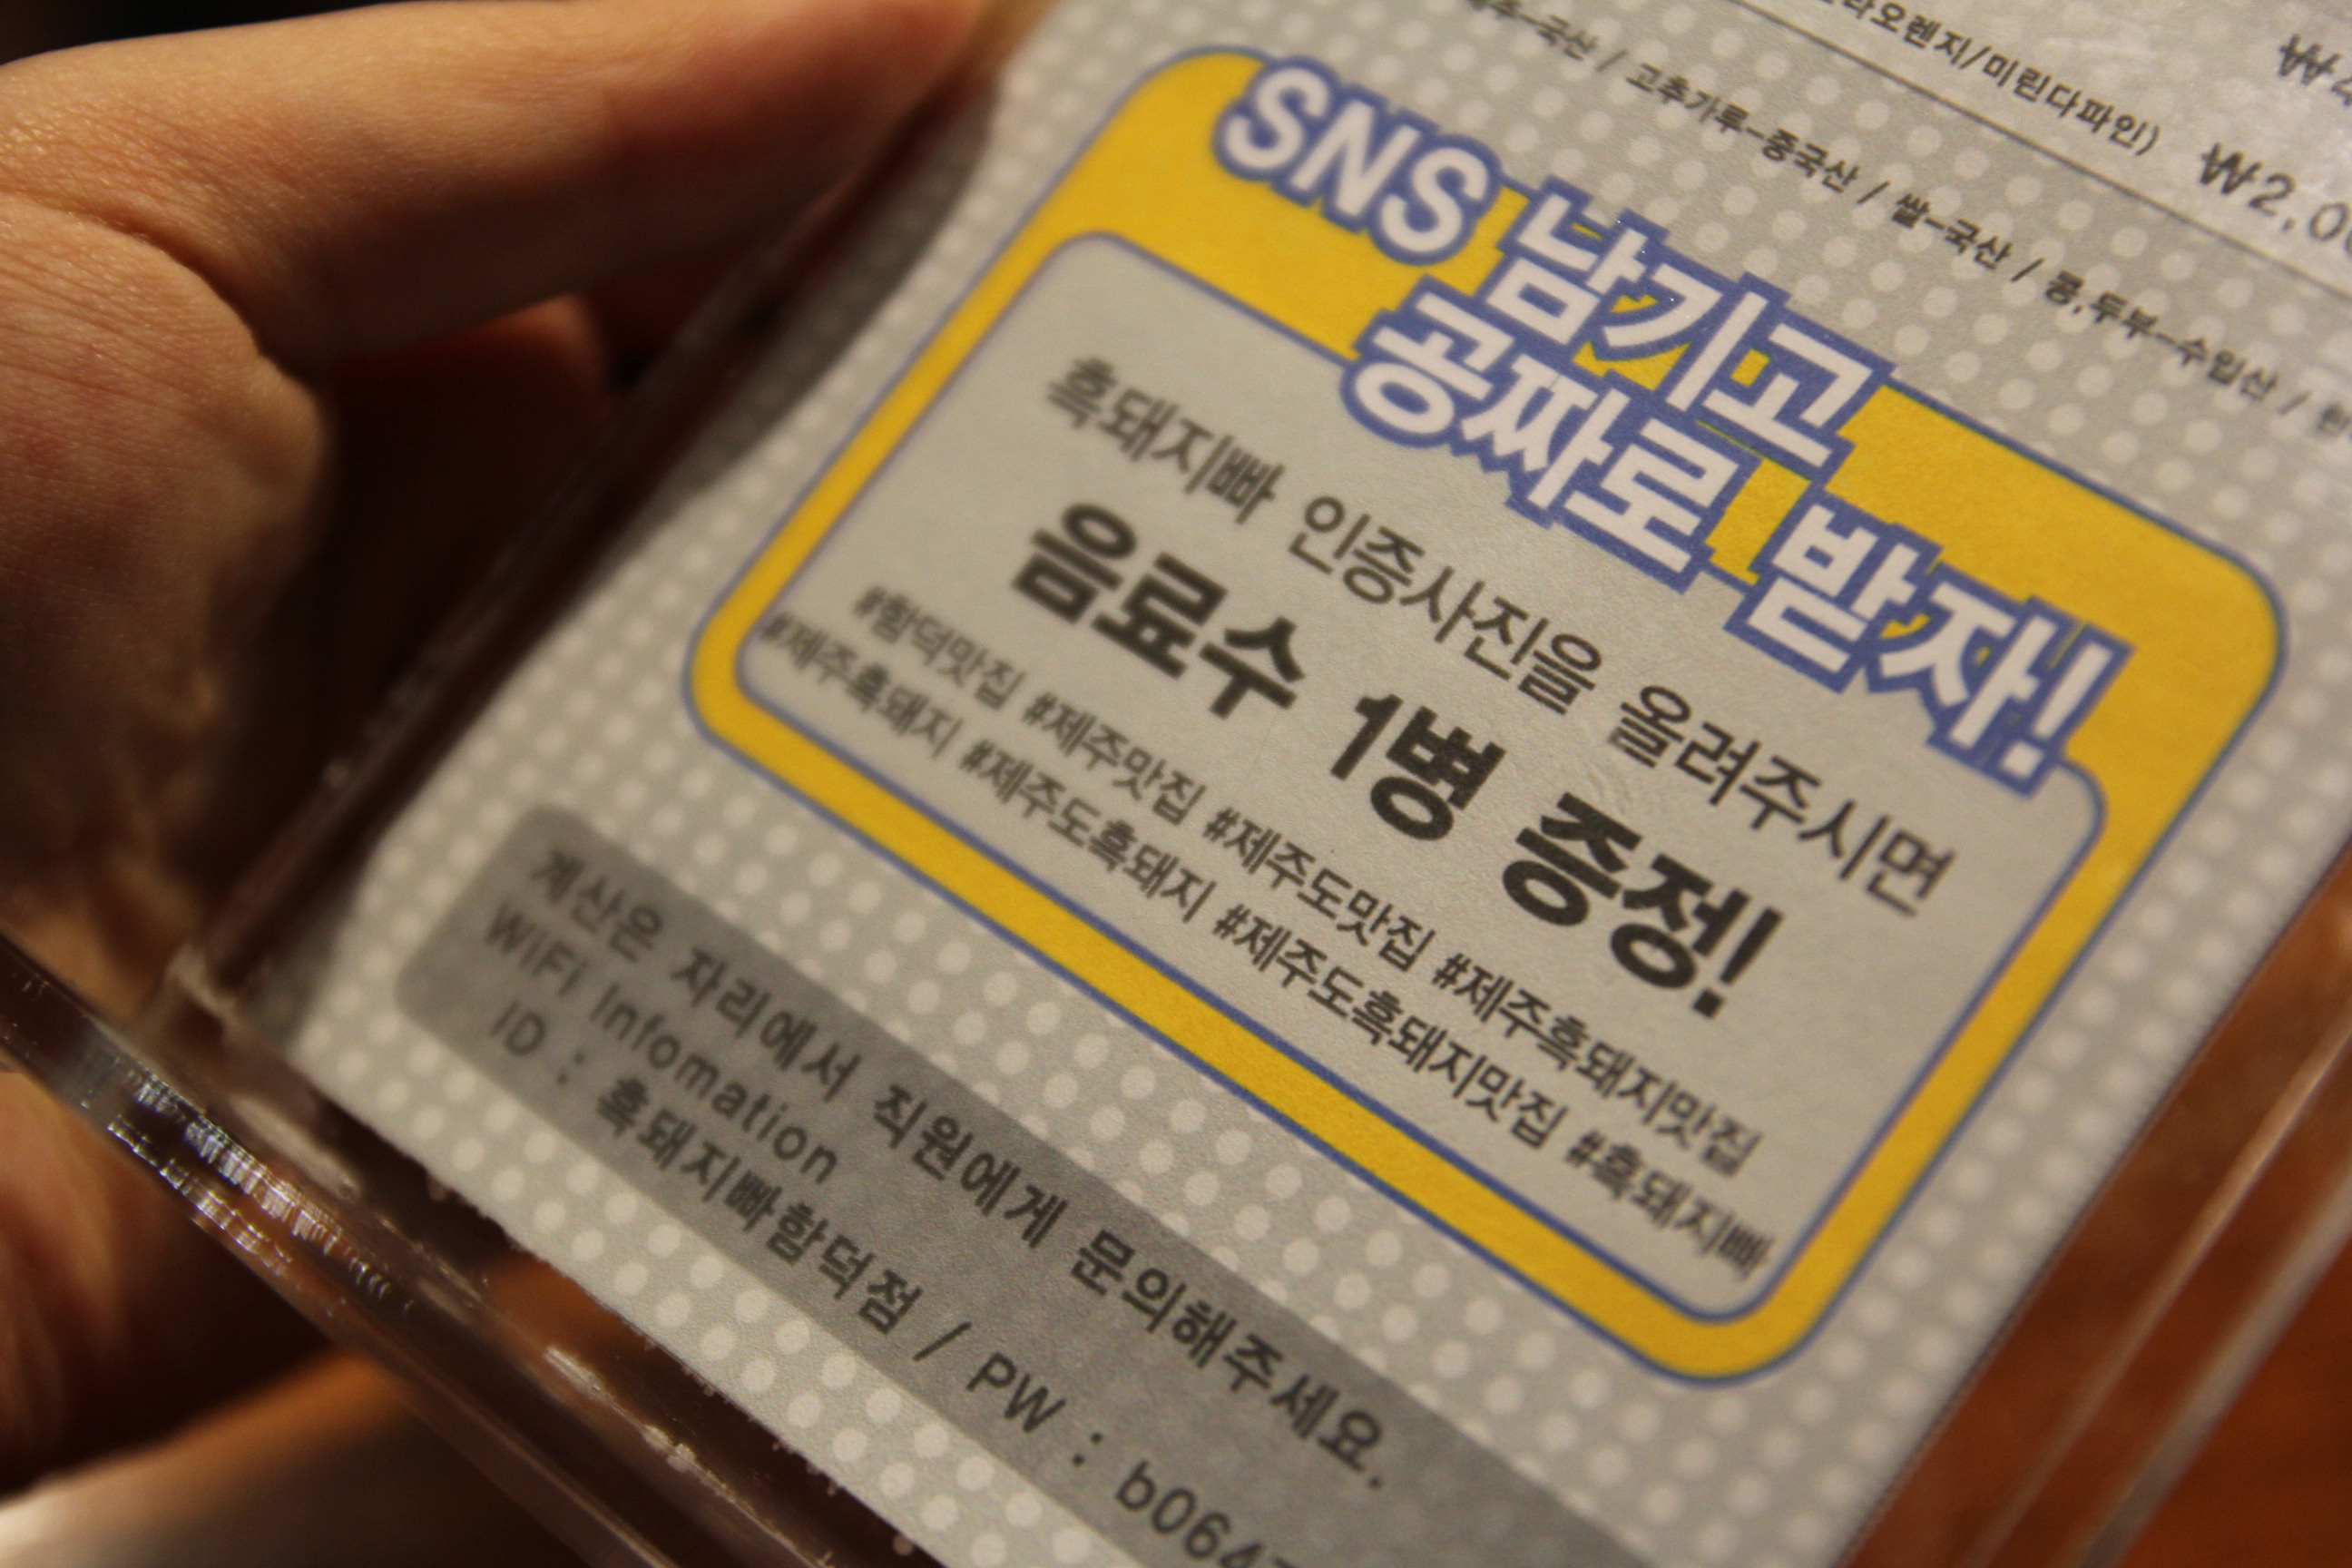 라오렌지/미린다파인) ₩2,0
국산 / 고추가루-중국산 / 쌀-국산 / 콩,두부-수입산 /
SNS 남기고
공짜로 받자!
흑돼지빠 인증사진을 올려주시면
음료수 1병 증정!
#함덕맛집 #제주맛집 #제주도맛집 #제주흑돼지맛집
#제주흑돼지 #제주도흑돼지 #제주도흑돼지맛집 #흑돼지빠
계산은 자리에서 직원에게 문의해주세요.
WiFi Infomation
ID : 흑돼지빠함덕점 / PW : b064